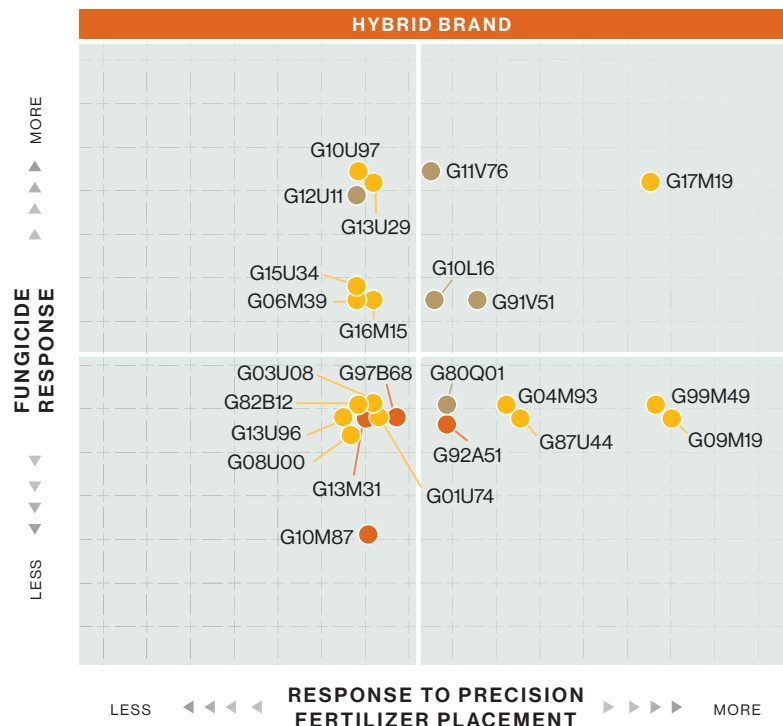 HYBRID BRAND
MORE
FUNGICIDE
RESPONSE
LESS
G10U97
G11V76
G17M19
G12U11
G13U29
G15U34
G10L16
G06M39
G91V51
G16M15
G03U08
G97B68
G80Q01
G82B12
G04M93
G99M49
G13U96
G87U44
G09M19
G92A51
G08U00
G13M31
G01U74
G10M87
LESS
RESPONSE TO PRECISION
FERTILIZER PLACEMENT
MORE